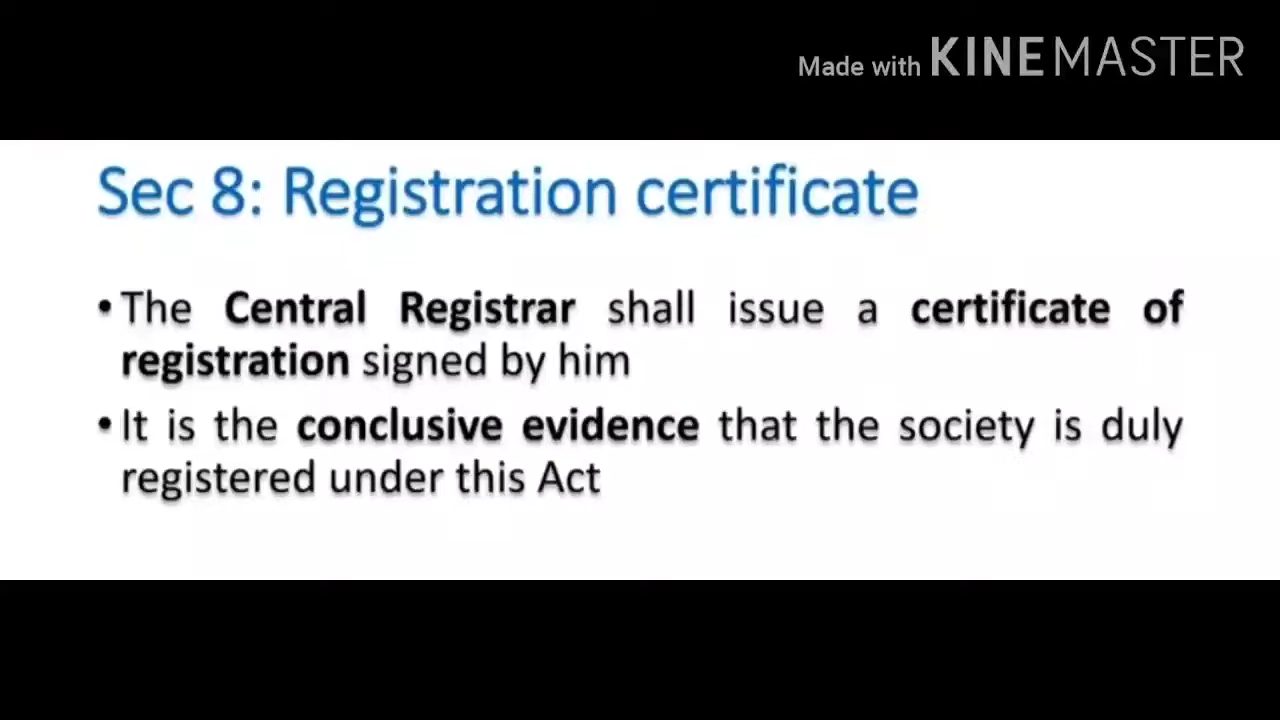 Made with KINEMASTER
Sec 8: Registration certificate
• The Central Registrar shall issue a certificate of
registration signed by him
• It is the conclusive evidence that the society is duly
registered under this Act